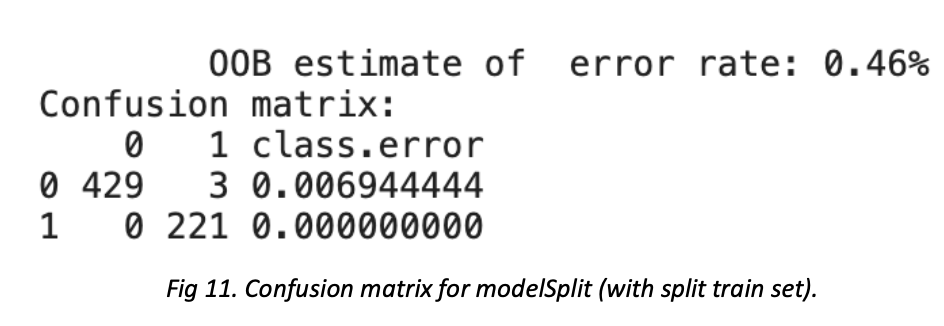 OOB estimate of  error rate: 0.46%
Confusion matrix:
    0   1 class.error
0 429   3 0.006944444
1   0 221 0.000000000
Fig 11. Confusion matrix for modelSplit (with split train set).